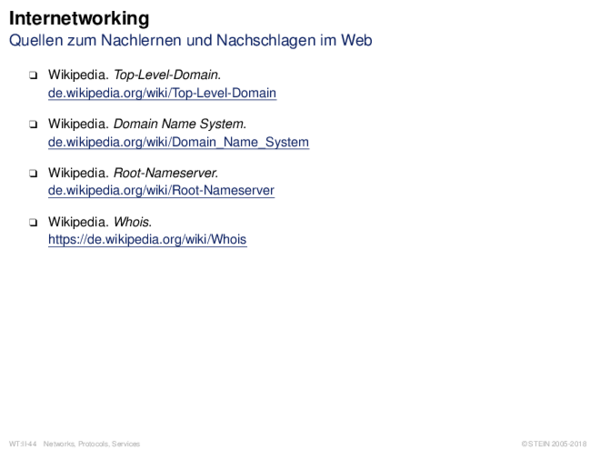 Internetworking
Quellen zum Nachlernen und Nachschlagen im Web
❑ Wikipedia. Top-Level-Domain.
de.wikipedia.org/wiki/Top-Level-Domain
❑ Wikipedia. Domain Name System.
de.wikipedia.org/wiki/Domain_Name_System
❑ Wikipedia. Root-Nameserver.
de.wikipedia.org/wiki/Root-Nameserver
❑ Wikipedia. Whois.
https://de.wikipedia.org/wiki/Whois
WT:II-44 Networks, Protocols, Services
© STEIN 2005-2018